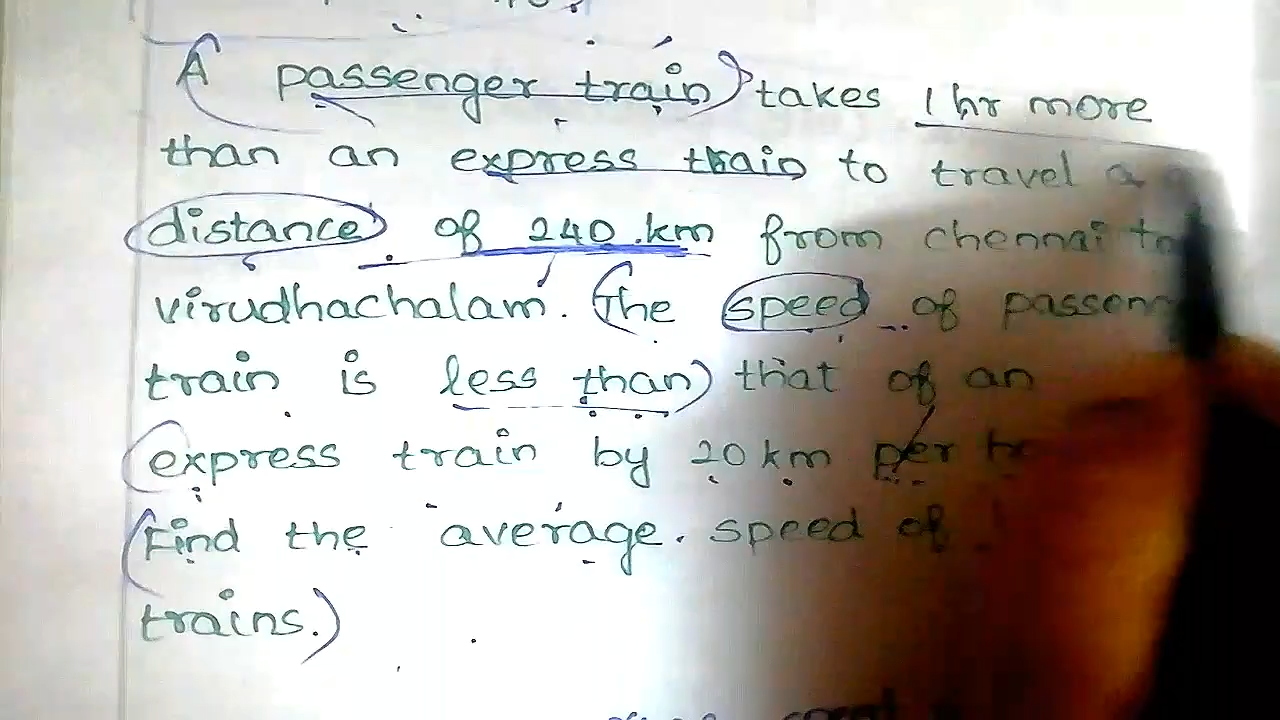 A passenger train takes 1 hr more
than an express train to travel a
distance of 240 km from chennai to
virudhachalam. The speed of
train is less than that of an
express train by 20 km per
Find the average speed of
trains.
speed